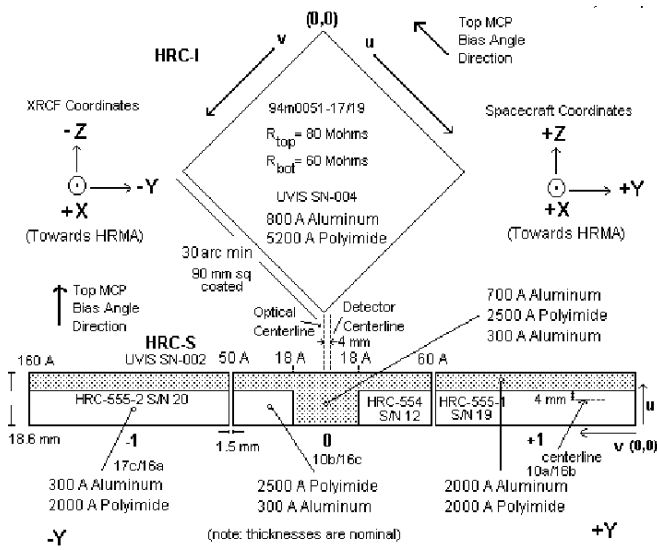 (0,0)
v
u
Top MCP
Bias Angle
Direction
HRC-I
XRCF Coordinates
-Z
-Y
+X
(Towards HRMA)
94m0051-17/19
Rtop= 80 Mohms
Rbot= 60 Mohms
UVIS SN-004
800 A Aluminum
5200 A Polyimide
Spacecraft Coordinates
+Z
+Y
+X
(Towards HRMA)
30 arc min
90 mm sq
coated
Top MCP
Bias Angle
Direction
Optical
Centerline
Detector
Centerline
4 mm
700 A Aluminum
2500 A Polyimide
300 A Aluminum
HRC-S
160 A
UVIS SN-002
50 A
18 A
18 A
60 A
HRC-555-2 S/N 20
HRC-554
S/N 12
HRC-555-1
S/N 19
4 mm
u
18.6 mm
-1
1.5 mm
0
+1
centerline
v (0,0)
17c/16a
10b/16c
10a/16b
300 A Aluminum
2000 A Polyimide
2500 A Polyimide
300 A Aluminum
2000 A Aluminum
2000 A Polyimide
-Y
(note: thicknesses are nominal)
+Y